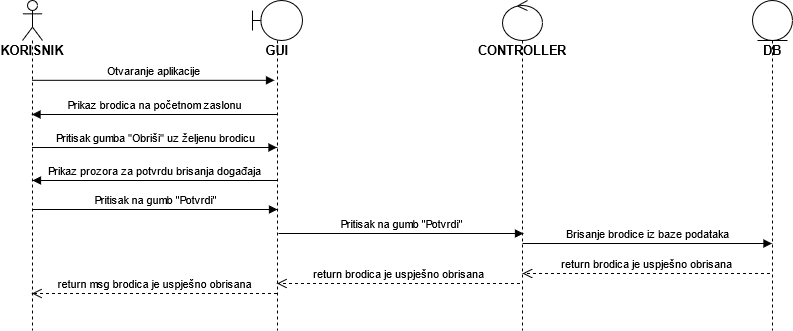 KORISNIK
GUI
CONTROLLER
DB
Otvaranje aplikacije
Prikaz brodica na početnom zaslonu
Pritisak gumba "Obriši" uz željenu brodicu
Prikaz prozora za potvrdu brisanja događaja
Pritisak na gumb "Potvrdi"
Pritisak na gumb "Potvrdi"
Brisanje brodice iz baze podataka
return brodica je uspješno obrisana
return brodica je uspješno obrisana
return msg brodica je uspješno obrisana